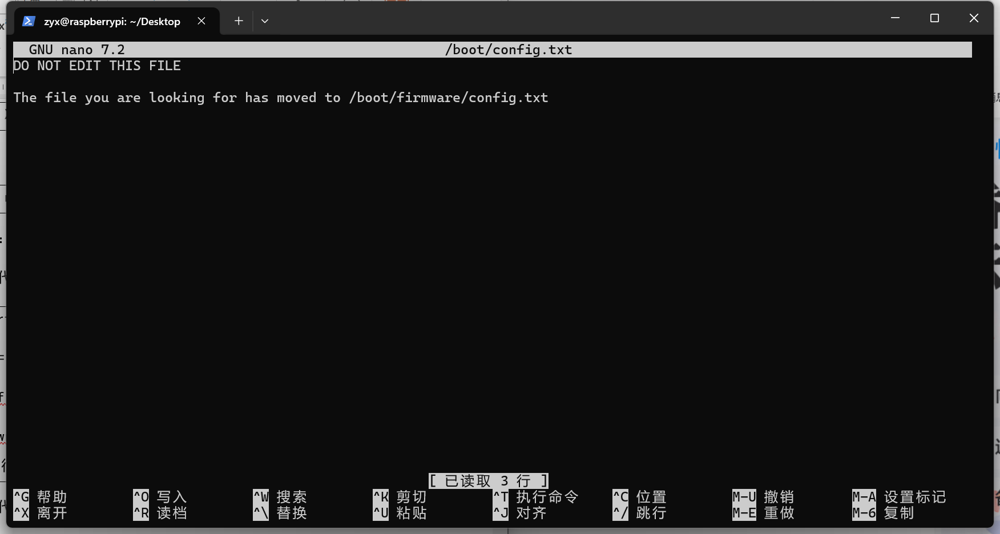 zyx@raspberrypi: ~/Desktop
GNU nano 7.2 /boot/config.txt
DO NOT EDIT THIS FILE
The file you are looking for has moved to /boot/firmware/config.txt
[ 已读取 3 行 ]
^G 帮助 ^O 写入 ^W 搜索 ^K 剪切 ^T 执行命令 ^C 位置 M-U 撤销 M-A 设置标记
^X 离开 ^R 读档 ^\ 替换 ^U 粘贴 ^J 对齐 ^/ 跳行 M-E 重做 M-6 复制